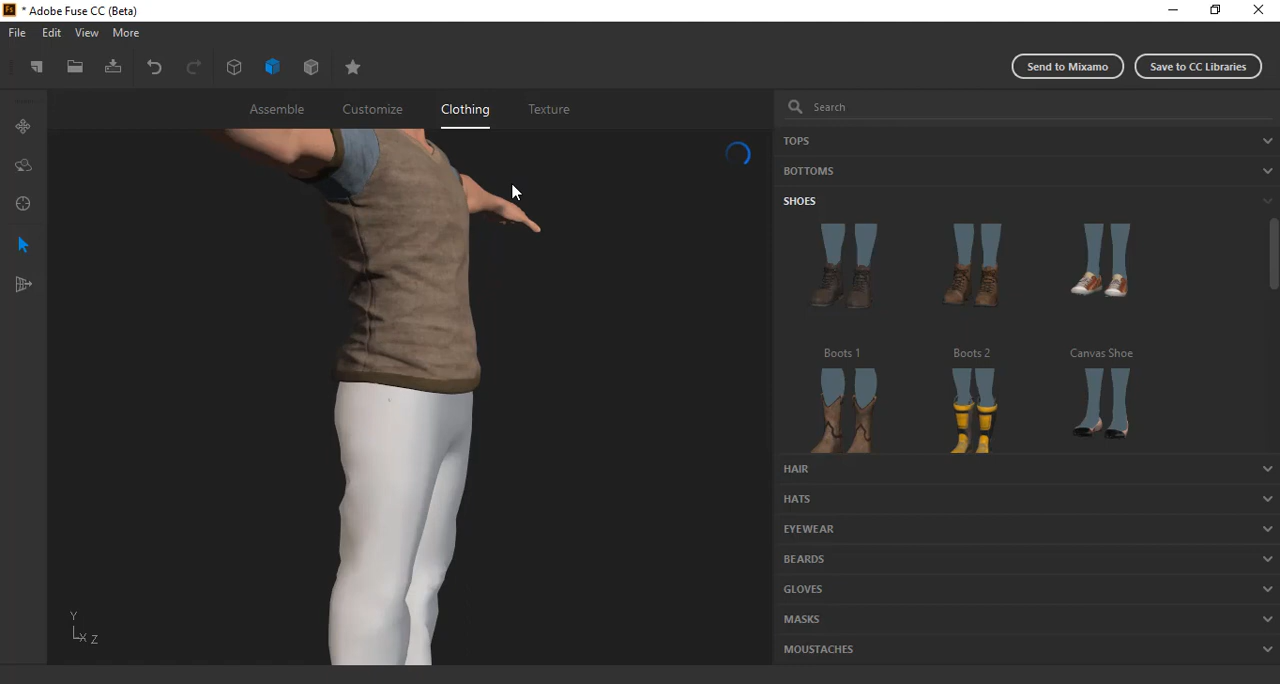 Fs * Adobe Fuse CC (Beta)
File Edit View More
Send to Mixamo Save to CC Libraries
Assemble Customize Clothing Texture
Search
TOPS
BOTTOMS
SHOES
Boots 1 Boots 2 Canvas Shoe
HAIR
HATS
EYEWEAR
BEARDS
GLOVES
MASKS
MOUSTACHES
Y
X Z